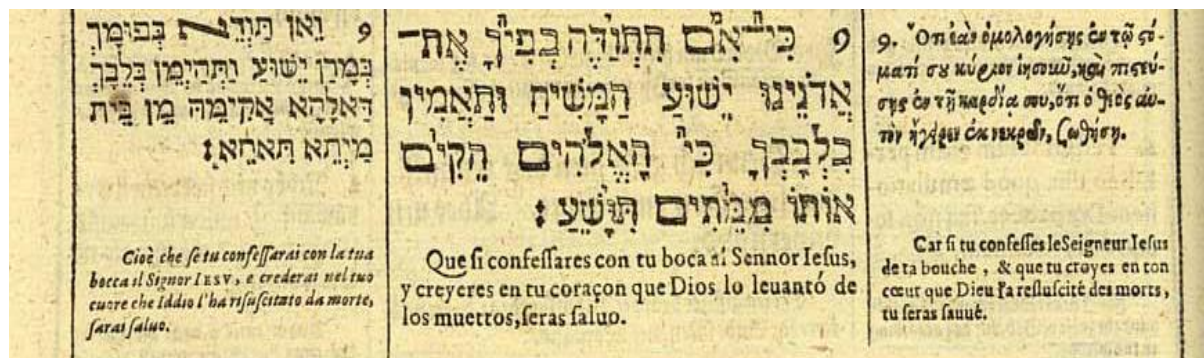 9 וֵאן תַּוְדֵּא בְּפוּמָךְ
בְּמָרַן יֵשׁוּעַ וּתְהַימֵן בְּלִבָּךְ
דַּאלָהָא אֲקִימֵהּ מֵן בֵּית
מִיתֵא תִּאחֵא:
Cioè che se tu confessarai con la tua
bocca il Signor IESV, e crederai nel tuo
cuore che Iddio l'ha risuscitato da morte,
sarai saluo.
9 כִּי־אִם תִּתְוַדֶּה בְפִיךָ אֶת־
אֲדֹנֵינוּ יֵשׁוּעַ הַמָּשִׁיחַ וְתַאֲמִין
בִּלְבָבְךָ כִּי הָאֱלֹהִים הֵקִים
אוֹתוֹ מִמֵּתִים תִּוָּשֵׁעַ:
Que si confessares con tu boca al Sennor Iesus,
y creyeres en tu coraçon que Dios lo leuantó de
los muettos, seras saluo.
9. Ὅτι ἐὰν ὁμολογήσῃς ἐν τῷ ςό-
ματί σου κύριον ἰησοῦν, καὶ πιςεύ-
σῃς ἐν τῇ καρδίᾳ σου, ὅτι ὁ θεὸς αὐ-
τὸν ἤγειρεν ἐκ νεκρῶν, ζωθήσῃ.
Car si tu confesses le Seigneur Iesus
de ta bouche, & que tu croyes en ton
cœur que Dieu l'a ressuscité des morts,
tu seras sauué.